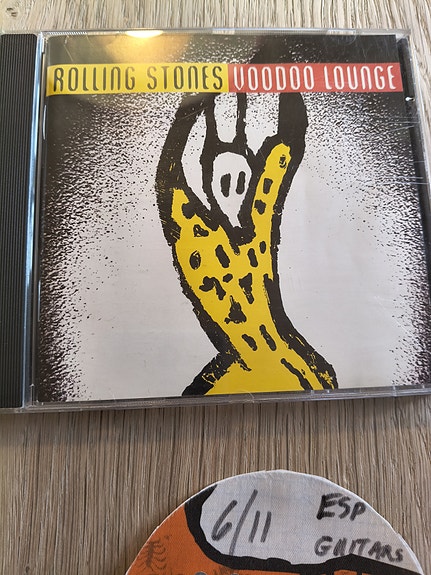 ROLLING STONES VOODOO LOUNGE
6/11 ESP
GUITARS